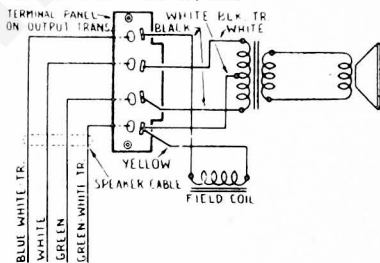 TERMINAL PANEL
ON OUTPUT TRANS.
WHITE BLK. TR.
BLACK
WHITE
YELLOW
SPEAKER CABLE
FIELD COIL
BLUE WHITE TR.
WHITE
GREEN
GREEN-WHITE TR.